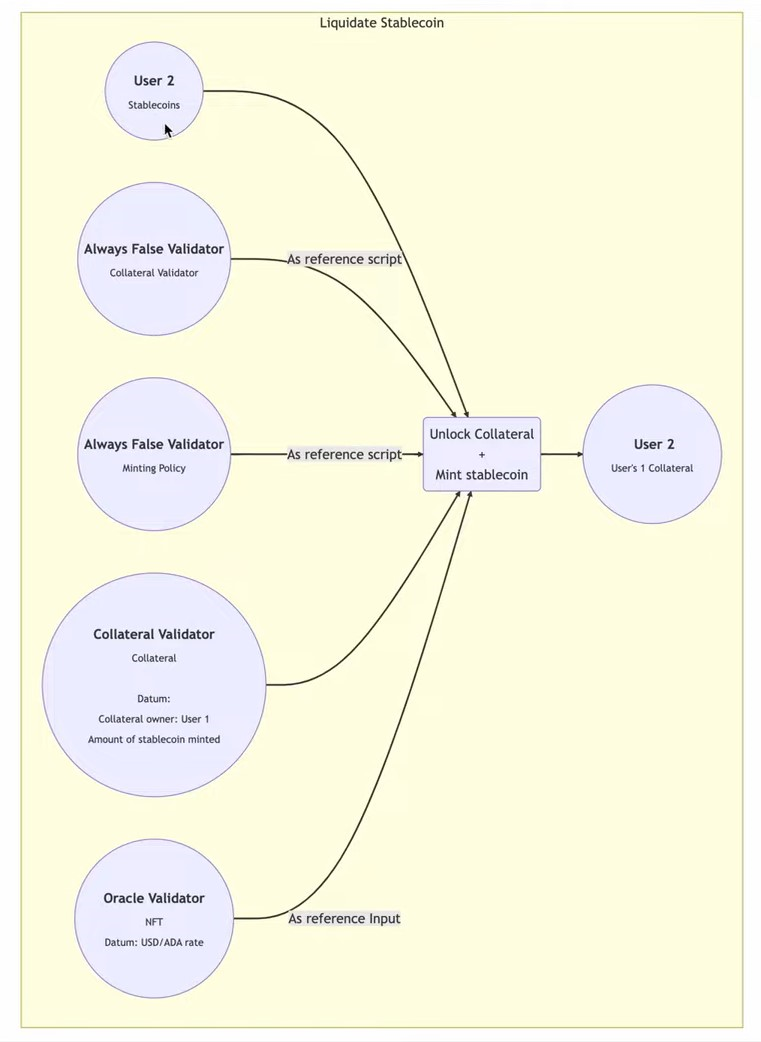 Liquidate Stablecoin
User 2
Stablecoins
Always False Validator
Collateral Validator
As reference script
Always False Validator
Minting Policy
As reference script
Unlock Collateral
+
Mint stablecoin
User 2
User's 1 Collateral
Collateral Validator
Collateral
Datum:
Collateral owner: User 1
Amount of stablecoin minted
Oracle Validator
NFT
Datum: USD/ADA rate
As reference Input